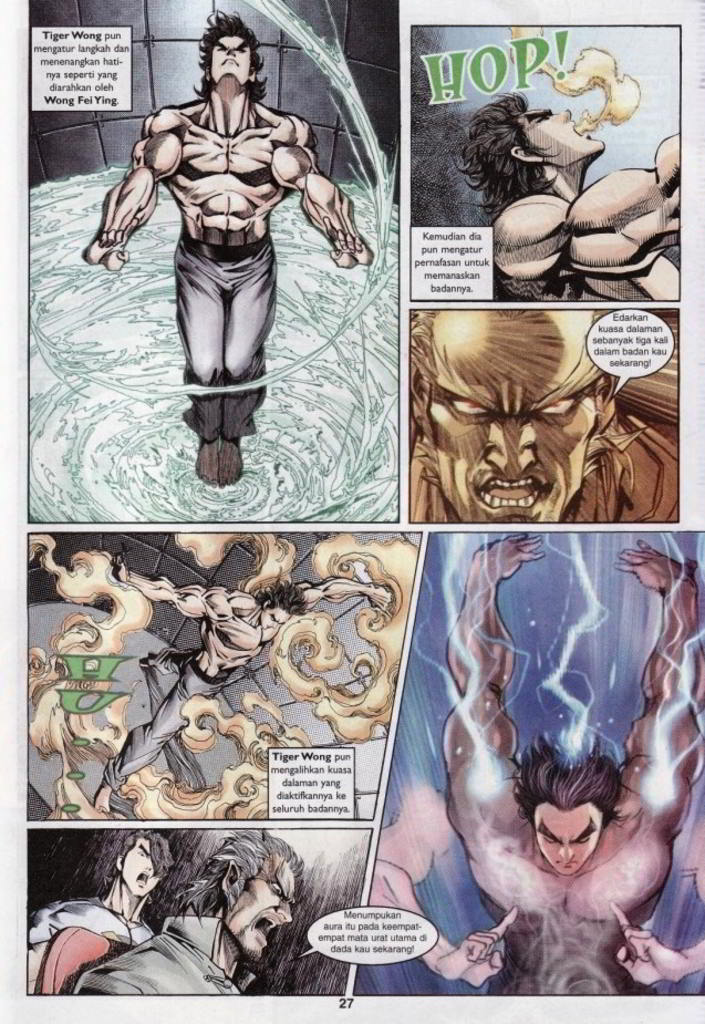 Tiger Wong pun
mengatur langkah dan
menenangkan hati-
nya seperti yang
diarahkan oleh
Wong Fei Ying.
HOP!
Kemudian dia
pun mengatur
pernafasan untuk
memanaskan
badannya.
Edarkan
kuasa dalaman
sebanyak tiga kali
dalam badan kau
sekarang!
Tiger Wong pun
mengalihkan kuasa
dalaman yang
diaktifkannya ke
seluruh badannya.
Menumpukan
aura itu pada keempat-
empat mata urat utama di
dada kau sekarang!
27